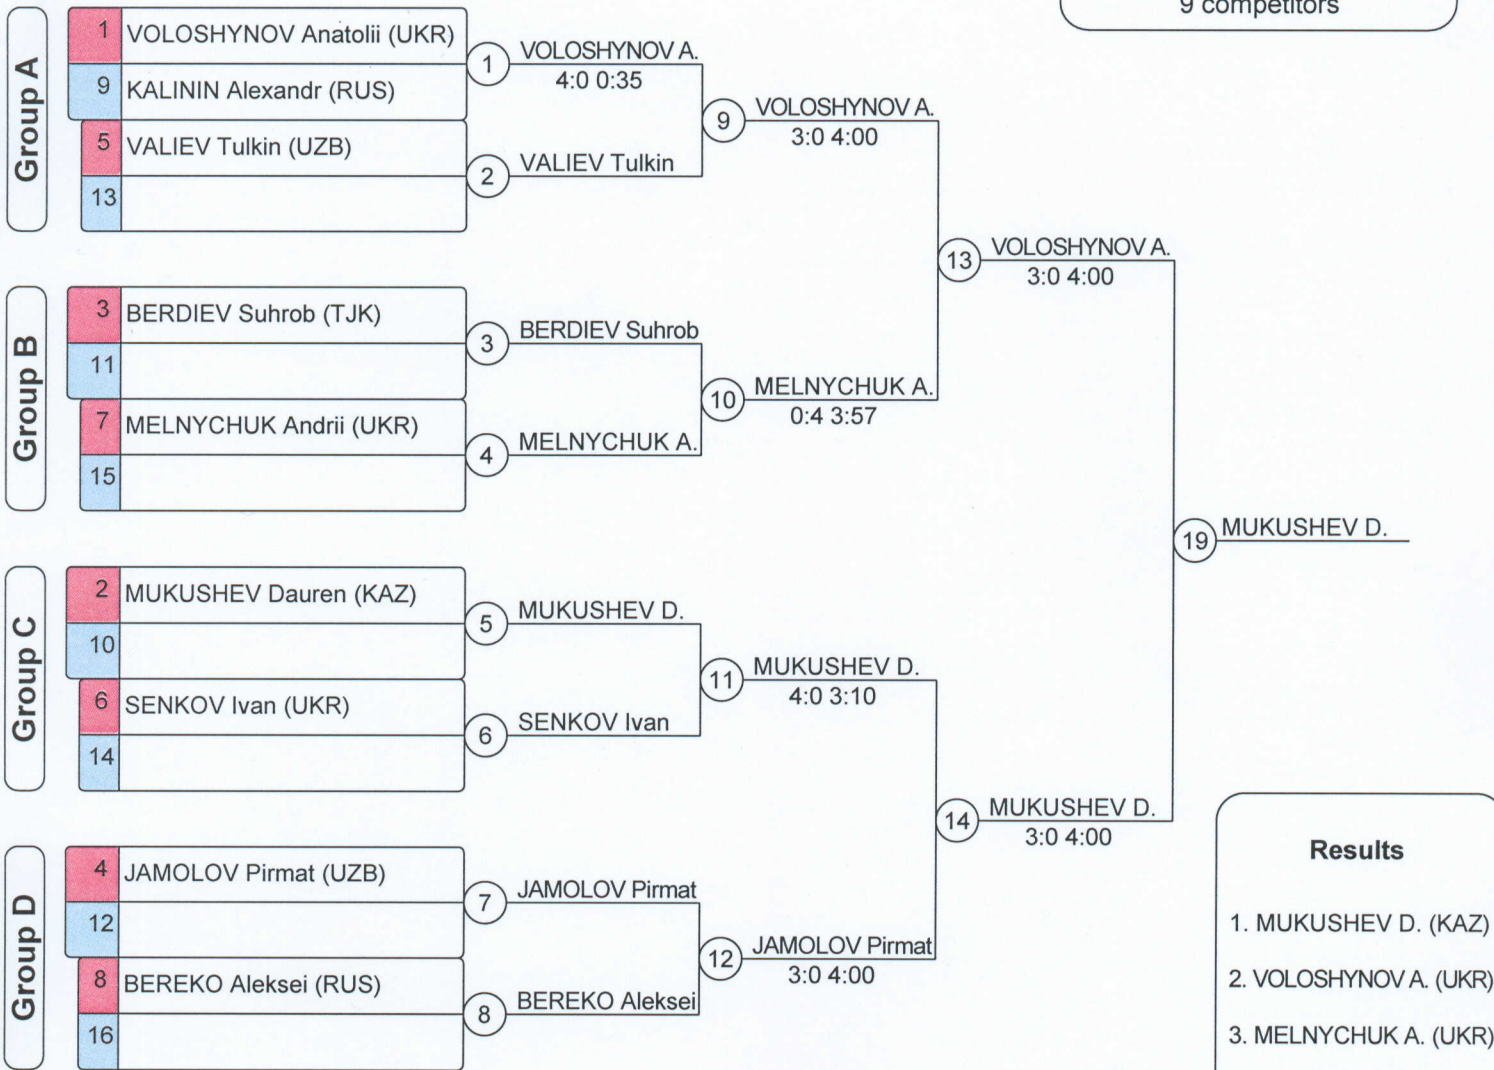 9 competitors
Group A
1 VOLOSHYNOV Anatolii (UKR)
9 KALININ Alexandr (RUS)
5 VALIEV Tulkin (UZB)
13
1 VOLOSHYNOV A.
4:0 0:35
2 VALIEV Tulkin
9 VOLOSHYNOV A.
3:0 4:00
Group B
3 BERDIEV Suhrob (TJK)
11
7 MELNYCHUK Andrii (UKR)
15
3 BERDIEV Suhrob
4 MELNYCHUK A.
10 MELNYCHUK A.
0:4 3:57
13 VOLOSHYNOV A.
3:0 4:00
Group C
2 MUKUSHEV Dauren (KAZ)
10
6 SENKOV Ivan (UKR)
14
5 MUKUSHEV D.
6 SENKOV Ivan
11 MUKUSHEV D.
4:0 3:10
Group D
4 JAMOLOV Pirmat (UZB)
12
8 BEREKO Aleksei (RUS)
16
7 JAMOLOV Pirmat
8 BEREKO Aleksei
12 JAMOLOV Pirmat
3:0 4:00
14 MUKUSHEV D.
3:0 4:00
19 MUKUSHEV D.
Results
1. MUKUSHEV D. (KAZ)
2. VOLOSHYNOV A. (UKR)
3. MELNYCHUK A. (UKR)